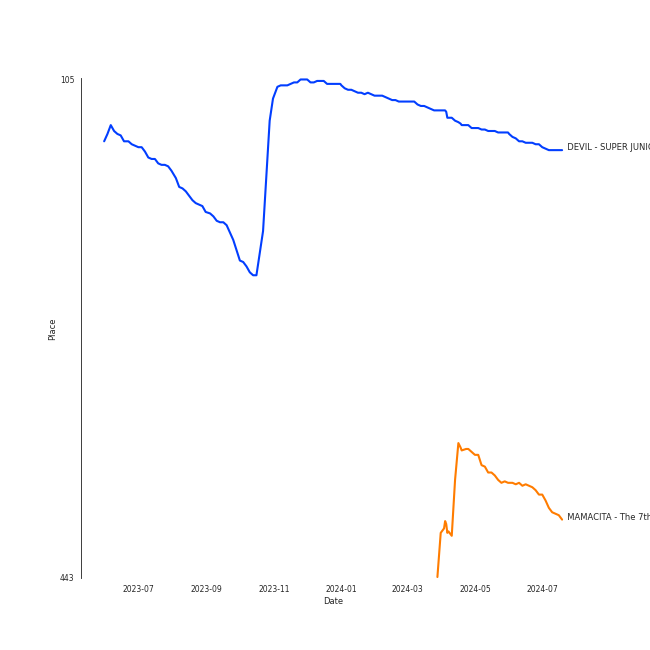 105
DEVIL - SUPER JUNIO
Place
MAMACITA - The 7th
443
2023-07 2023-09 2023-11 2024-01 2024-03 2024-05 2024-07
Date